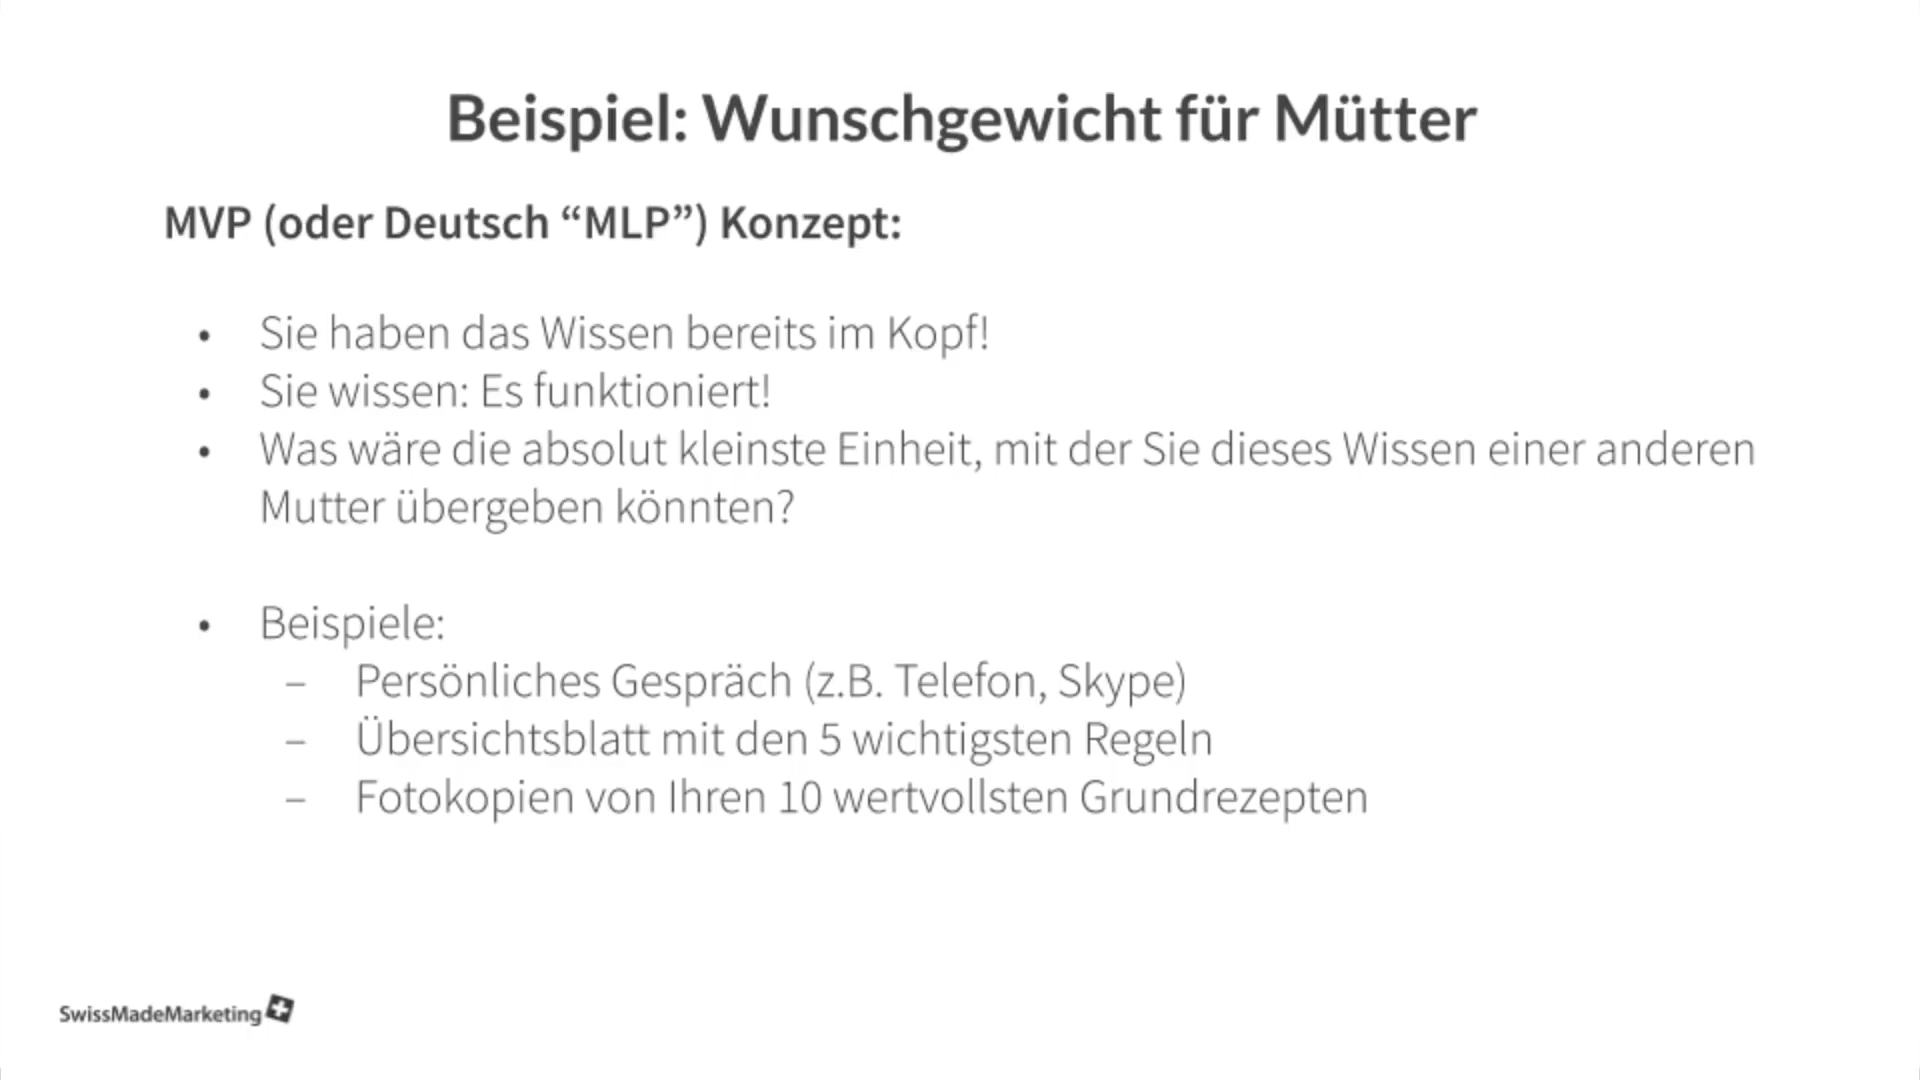 Beispiel: Wunschgewicht für Mütter
MVP (oder Deutsch “MLP”) Konzept:
• Sie haben das Wissen bereits im Kopf!
• Sie wissen: Es funktioniert!
• Was wäre die absolut kleinste Einheit, mit der Sie dieses Wissen einer anderen
Mutter übergeben könnten?
• Beispiele:
– Persönliches Gespräch (z.B. Telefon, Skype)
– Übersichtsblatt mit den 5 wichtigsten Regeln
– Fotokopien von Ihren 10 wertvollsten Grundrezepten
SwissMadeMarketing